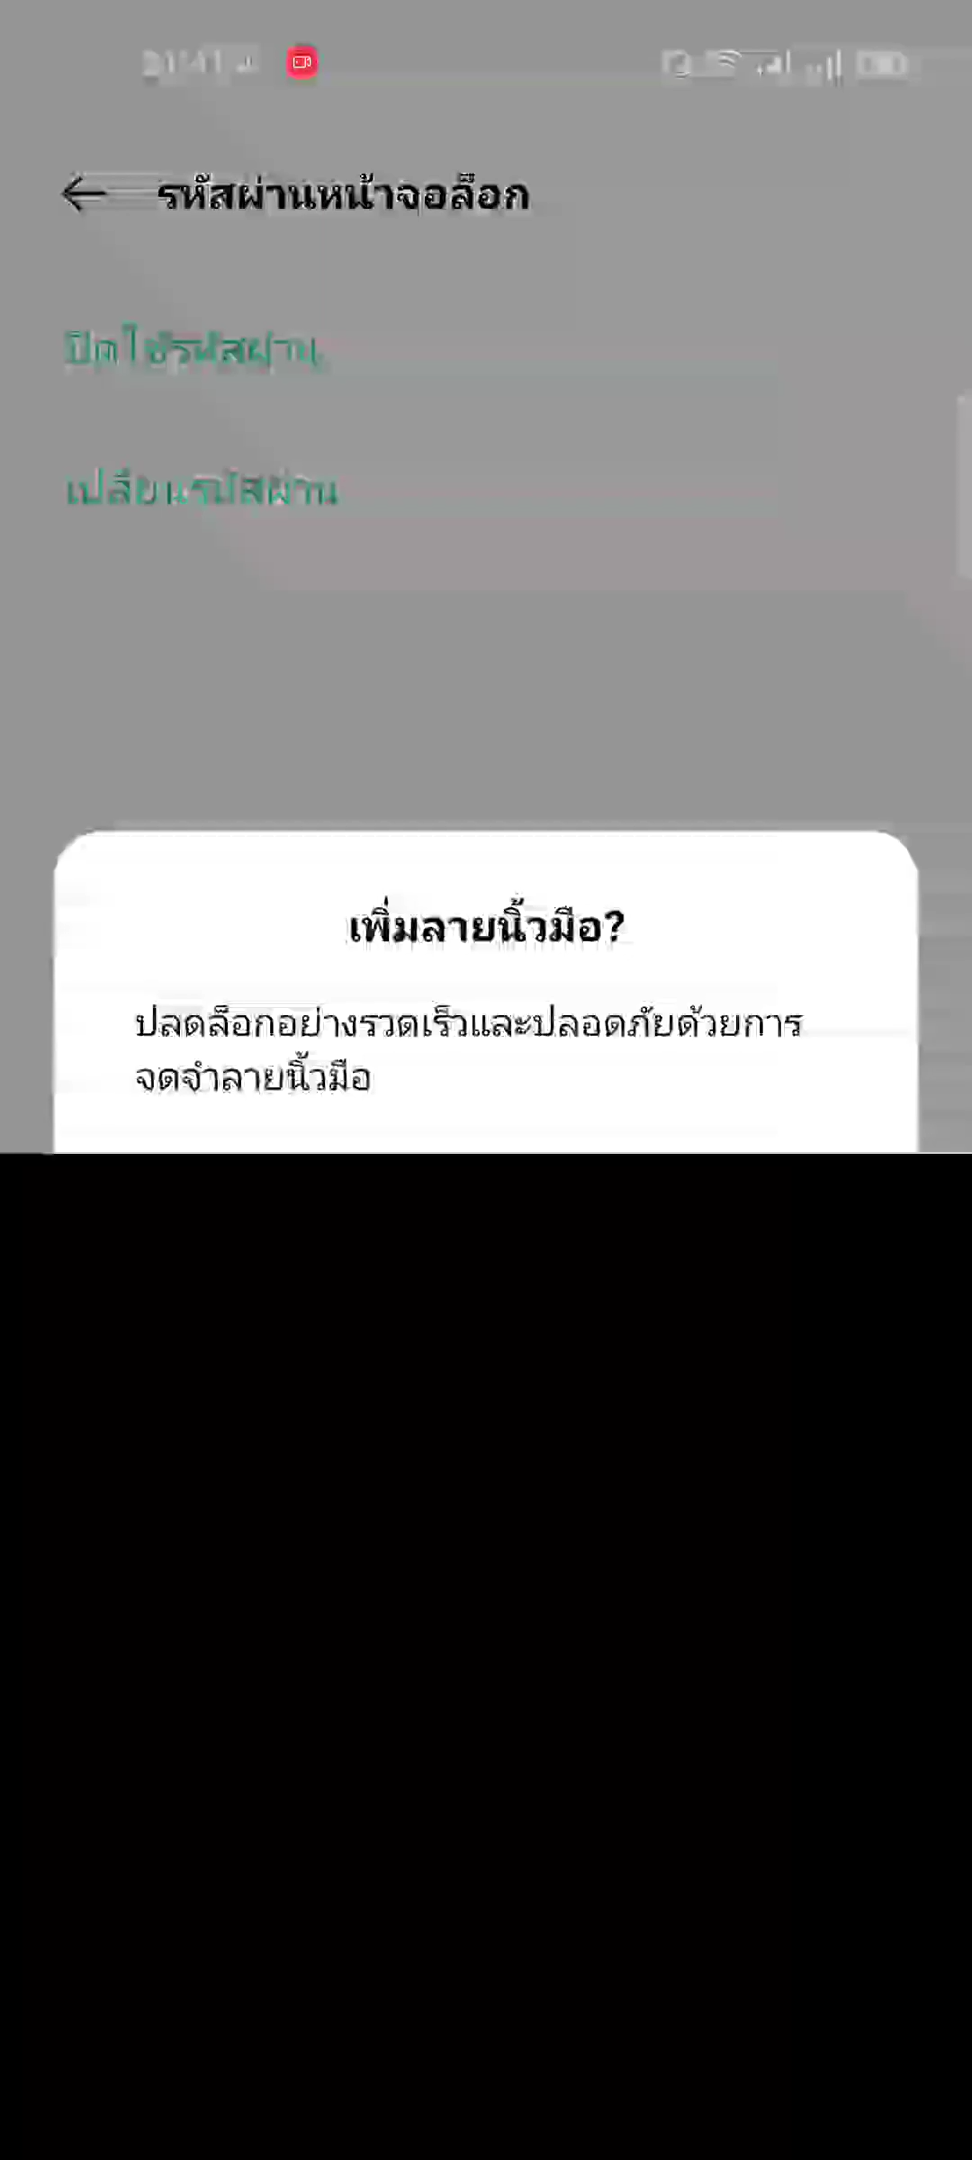 รหัสผ่านหน้าจอล็อก
ปิดใช้รหัสผ่าน
เปลี่ยนรหัสผ่าน
เพิ่มลายนิ้วมือ?
ปลดล็อกอย่างรวดเร็วและปลอดภัยด้วยการ
จดจำลายนิ้วมือ